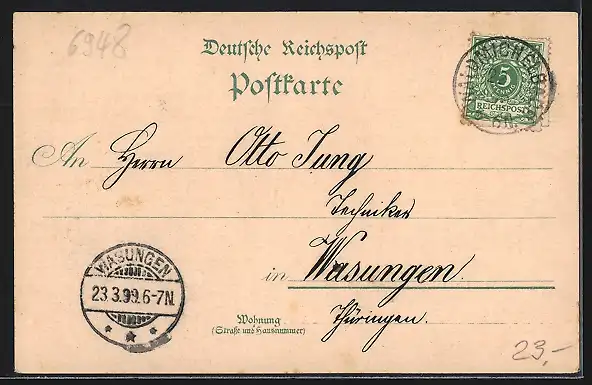 6948
Deutsche Reichspost
Postkarte
5
PFENNIG
REICHSPOST
An Herrn Otto Jung
Techniker
in Wasungen
Thüringen.
WASUNGEN
23.3.99.6-7N.
Wohnung
(Straße und Hausnummer)
23,-